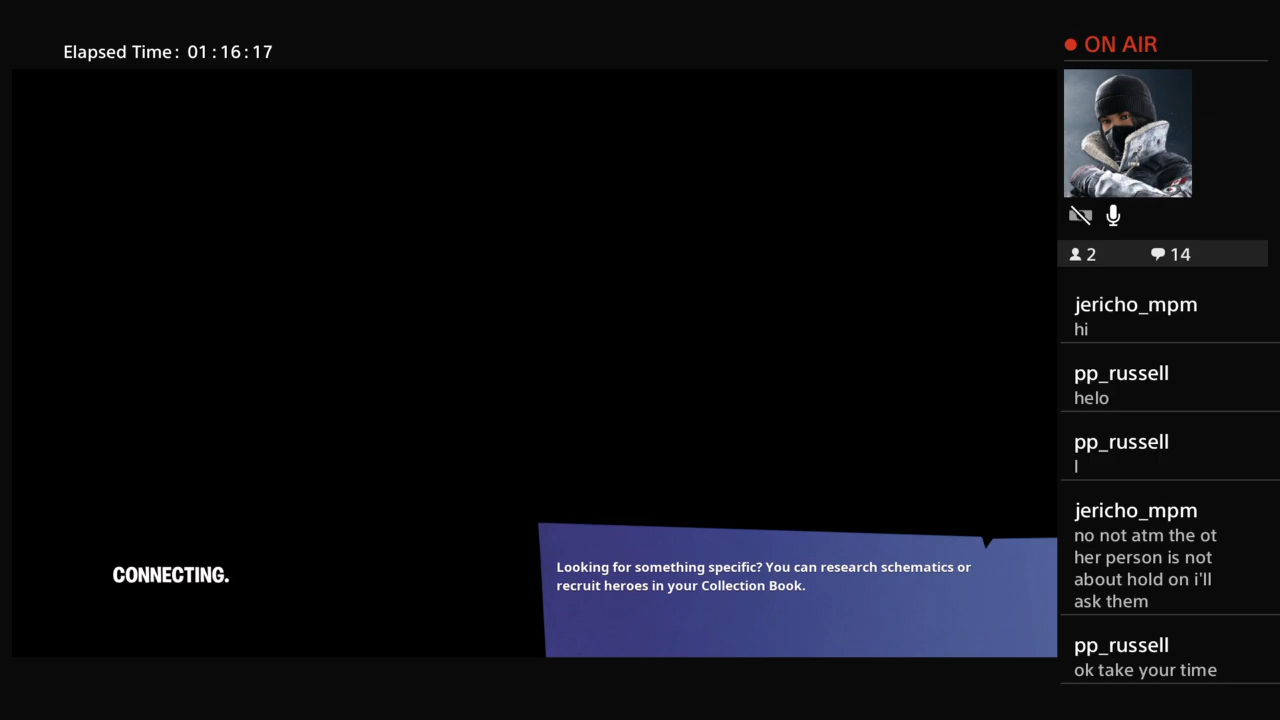 Elapsed Time: 01:16:17
ON AIR
2
14
jericho_mpm
hi
pp_russell
helo
pp_russell
l
jericho_mpm
no not atm the ot
her person is not
about hold on i'll
ask them
pp_russell
ok take your time
CONNECTING.
Looking for something specific? You can research schematics or
recruit heroes in your Collection Book.